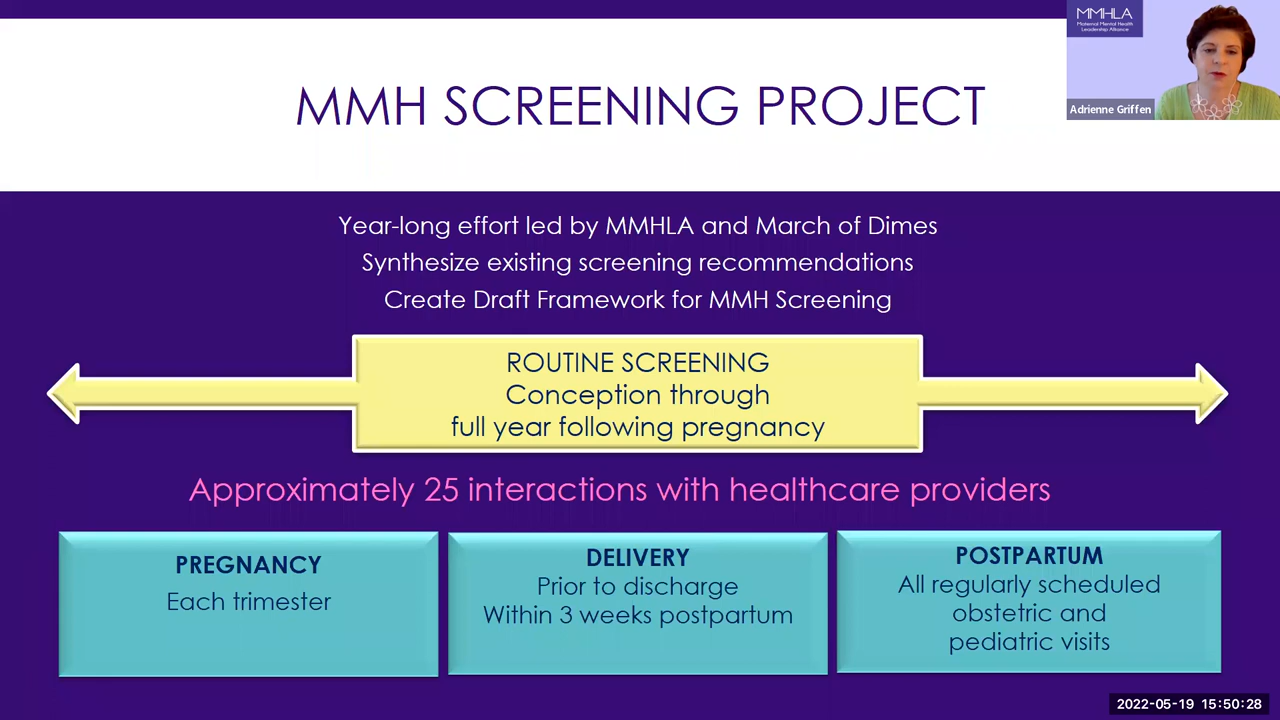 MMHLA
Maternal Mental Health
Leadership Alliance
Adrienne Griffen
MMH SCREENING PROJECT
Year-long effort led by MMHLA and March of Dimes
Synthesize existing screening recommendations
Create Draft Framework for MMH Screening
ROUTINE SCREENING
Conception through
full year following pregnancy
Approximately 25 interactions with healthcare providers
PREGNANCY
Each trimester
DELIVERY
Prior to discharge
Within 3 weeks postpartum
POSTPARTUM
All regularly scheduled
obstetric and
pediatric visits
2022-05-19 15:50:28